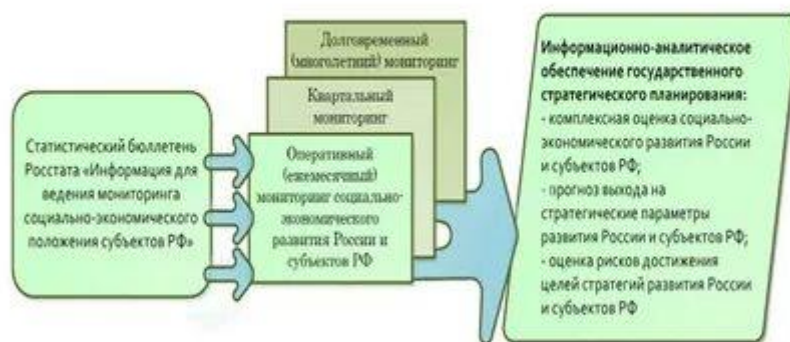 Статистический бюллетень
Росстата «Информация для
ведения мониторинга
социально-экономического
положения субъектов РФ»
Долговременный
(многолетний) мониторинг
Квартальный
мониторинг
Оперативный
(ежемесячный)
мониторинг социально-
экономического
развития России и
субъектов РФ
Информационно-аналитическое
обеспечение государственного
стратегического планирования:
- комплексная оценка социально-
экономического развития России
и субъектов РФ;
- прогноз выхода на
стратегические параметры
развития России и субъектов РФ;
- оценка рисков достижения
целей стратегий развития России
и субъектов РФ